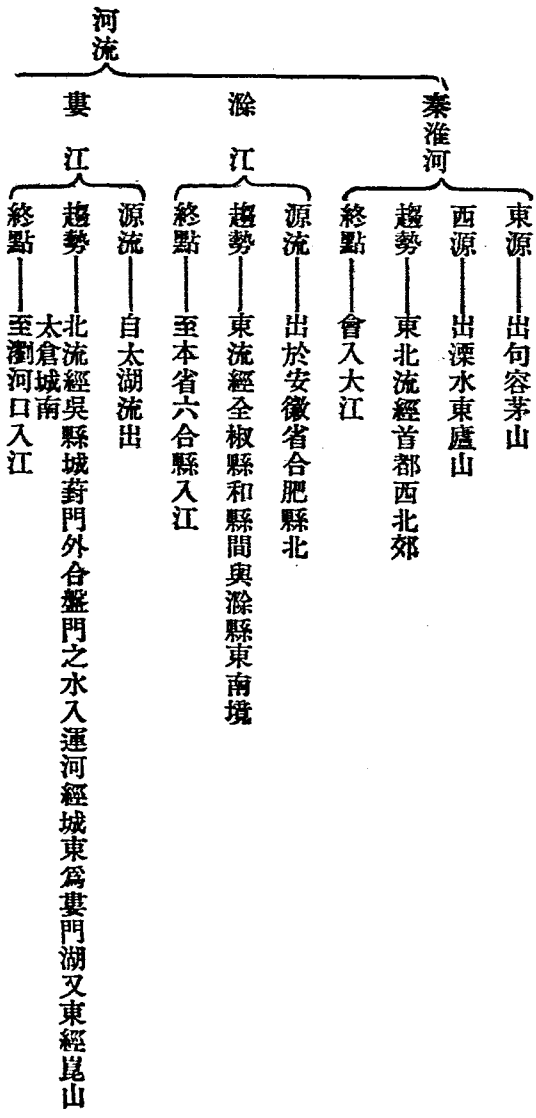 河流
秦淮河
東源——出句容茅山
西源——出溧水東廬山
趨勢——東北流經首都西北郊
終點——會入大江
滁江
源流——出於安徽省合肥縣北
趨勢——東流經全椒縣和縣間與滁縣東南境
終點——至本省六合縣入江
婁江
源流——自太湖流出
趨勢——北流經吳縣城葑門外合盤門之水入運河經城東爲婁門湖又東經崑山
太倉城南
終點——至瀏河口入江